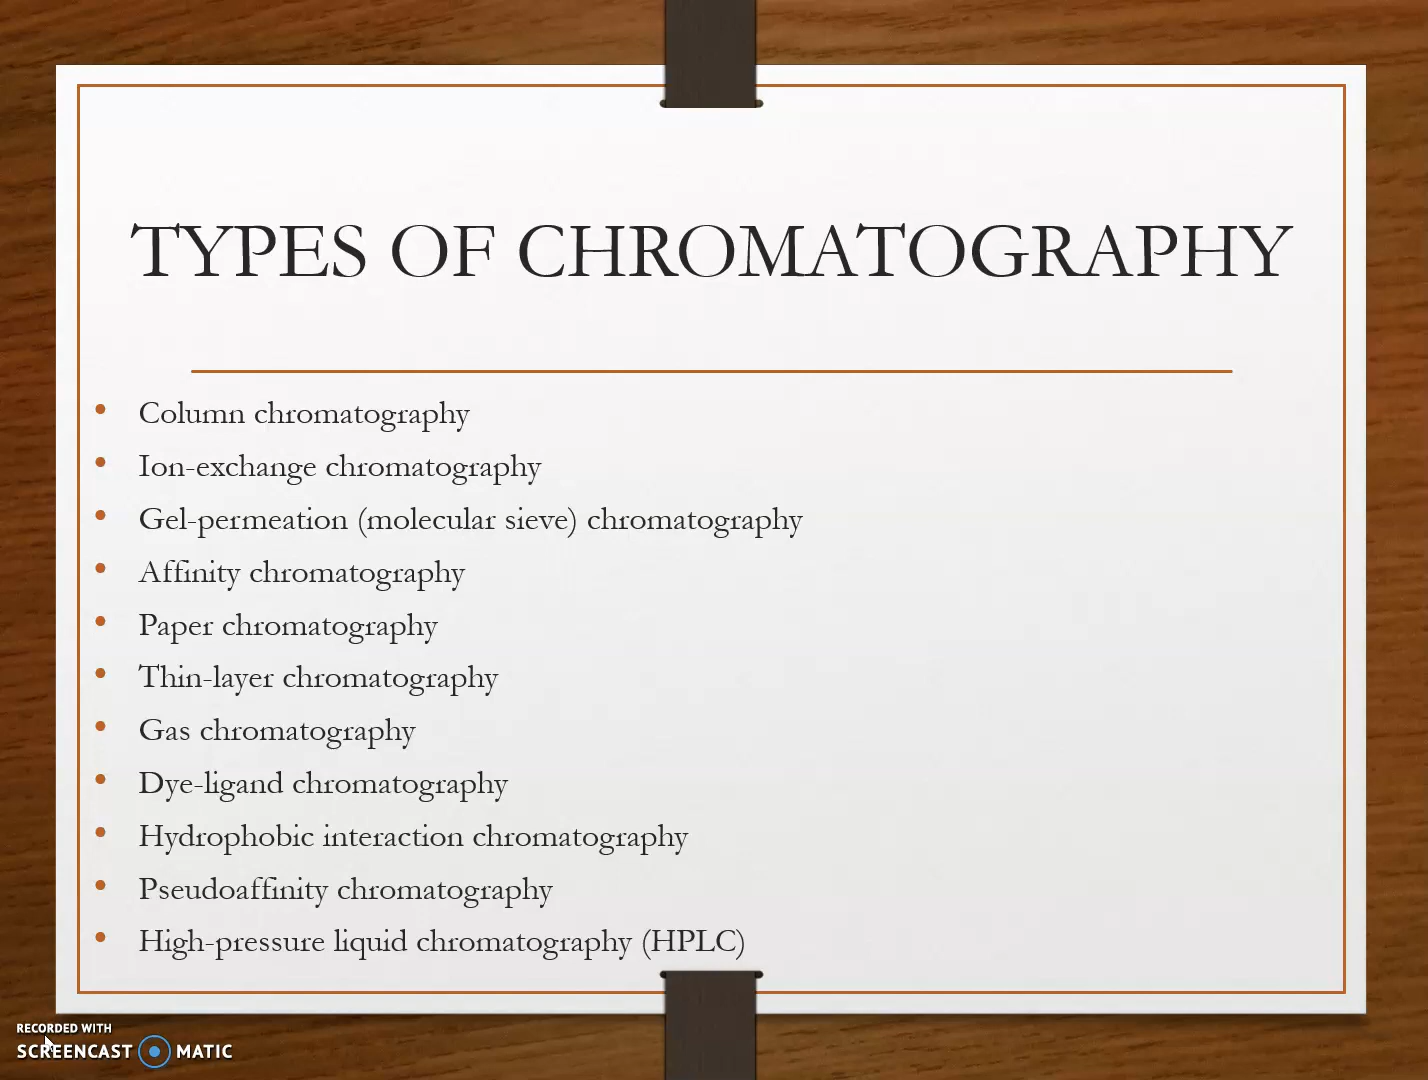 TYPES OF CHROMATOGRAPHY
• Column chromatography
• Ion-exchange chromatography
• Gel-permeation (molecular sieve) chromatography
• Affinity chromatography
• Paper chromatography
• Thin-layer chromatography
• Gas chromatography
• Dye-ligand chromatography
• Hydrophobic interaction chromatography
• Pseudoaffinity chromatography
• High-pressure liquid chromatography (HPLC)
RECORDED WITH
SCREENCAST MATIC